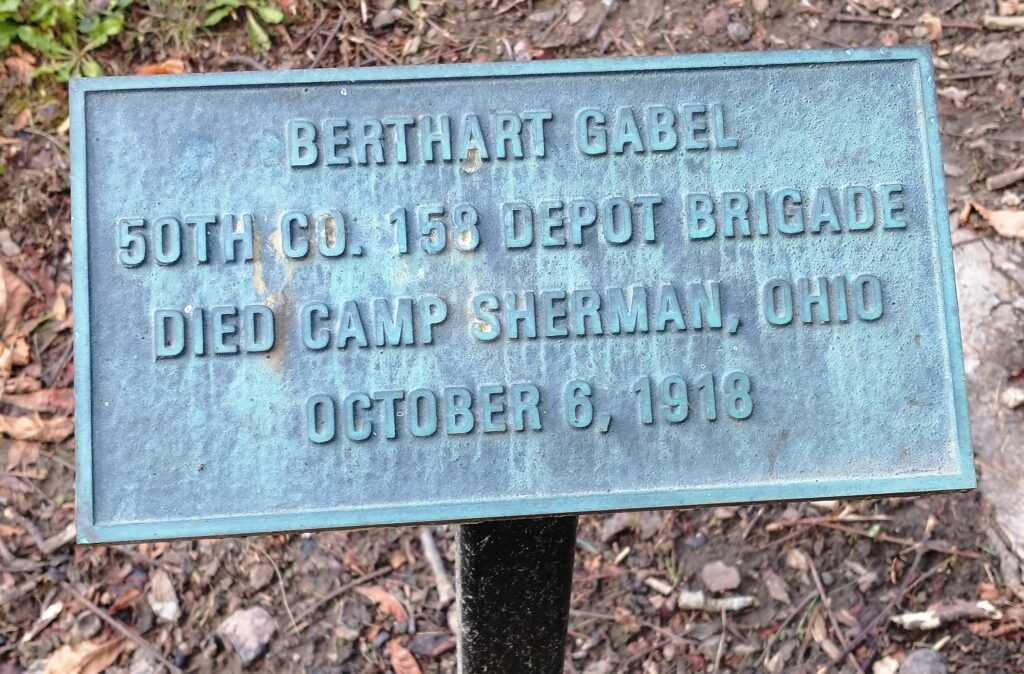 BERTHART GABEL
50TH CO. 158 DEPOT BRIGADE
DIED CAMP SHERMAN, OHIO
OCTOBER 6, 1918